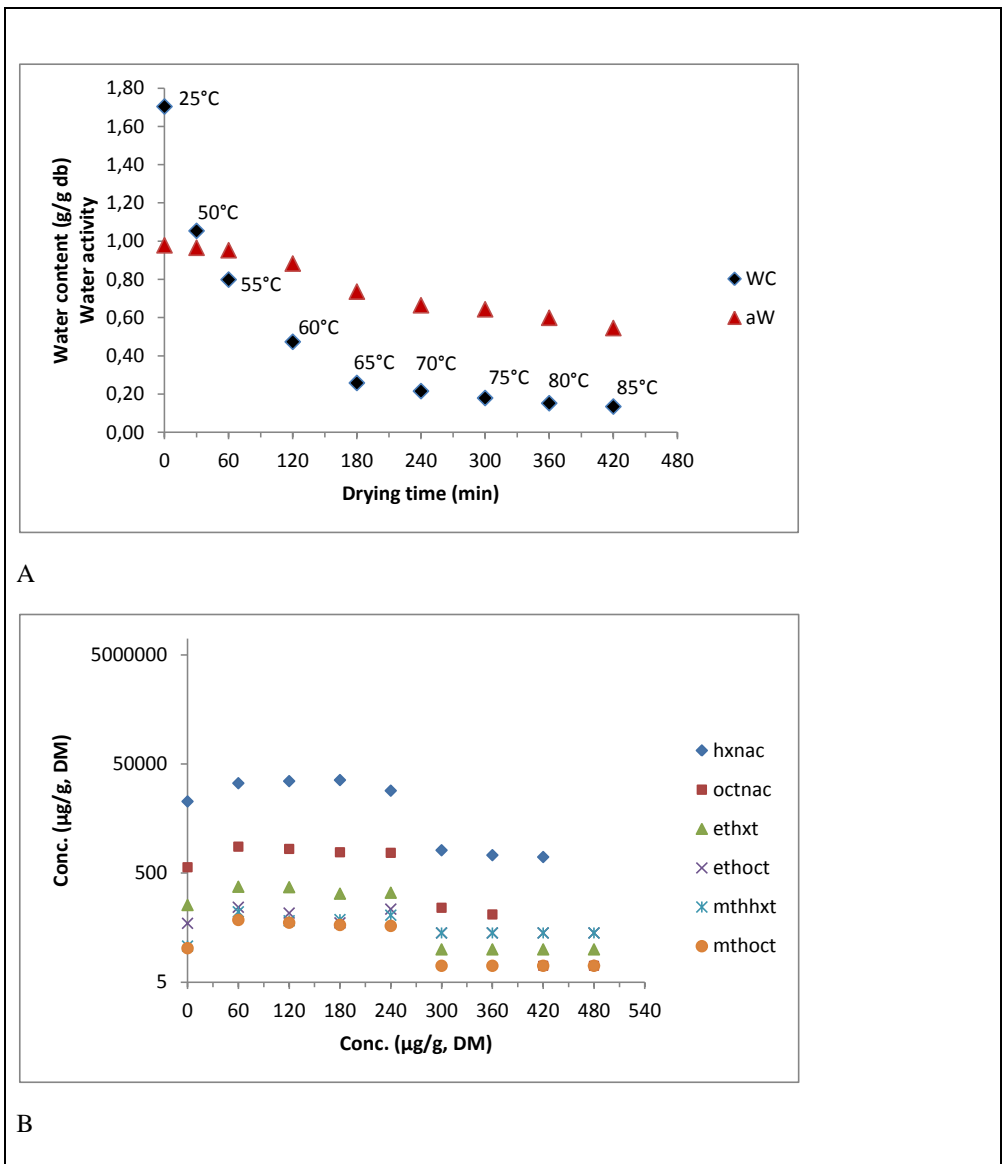 1,80
1,60
1,40
1,20
1,00
0,80
0,60
0,40
0,20
0,00
Water content (g/g db)
Water activity
25°C
50°C
55°C
60°C
65°C
70°C
75°C
80°C
85°C
0 60 120 180 240 300 360 420 480
Drying time (min)
WC
aW
A
5000000
50000
500
5
Conc. (µg/g, DM)
0 60 120 180 240 300 360 420 480 540
Conc. (µg/g, DM)
hxnac
octnac
ethxt
ethoct
mthhxt
mthoct
B